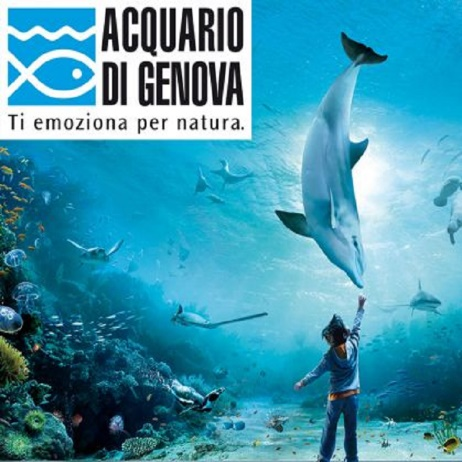 ACQUARIO
DI GENOVA
Ti emoziona per natura.